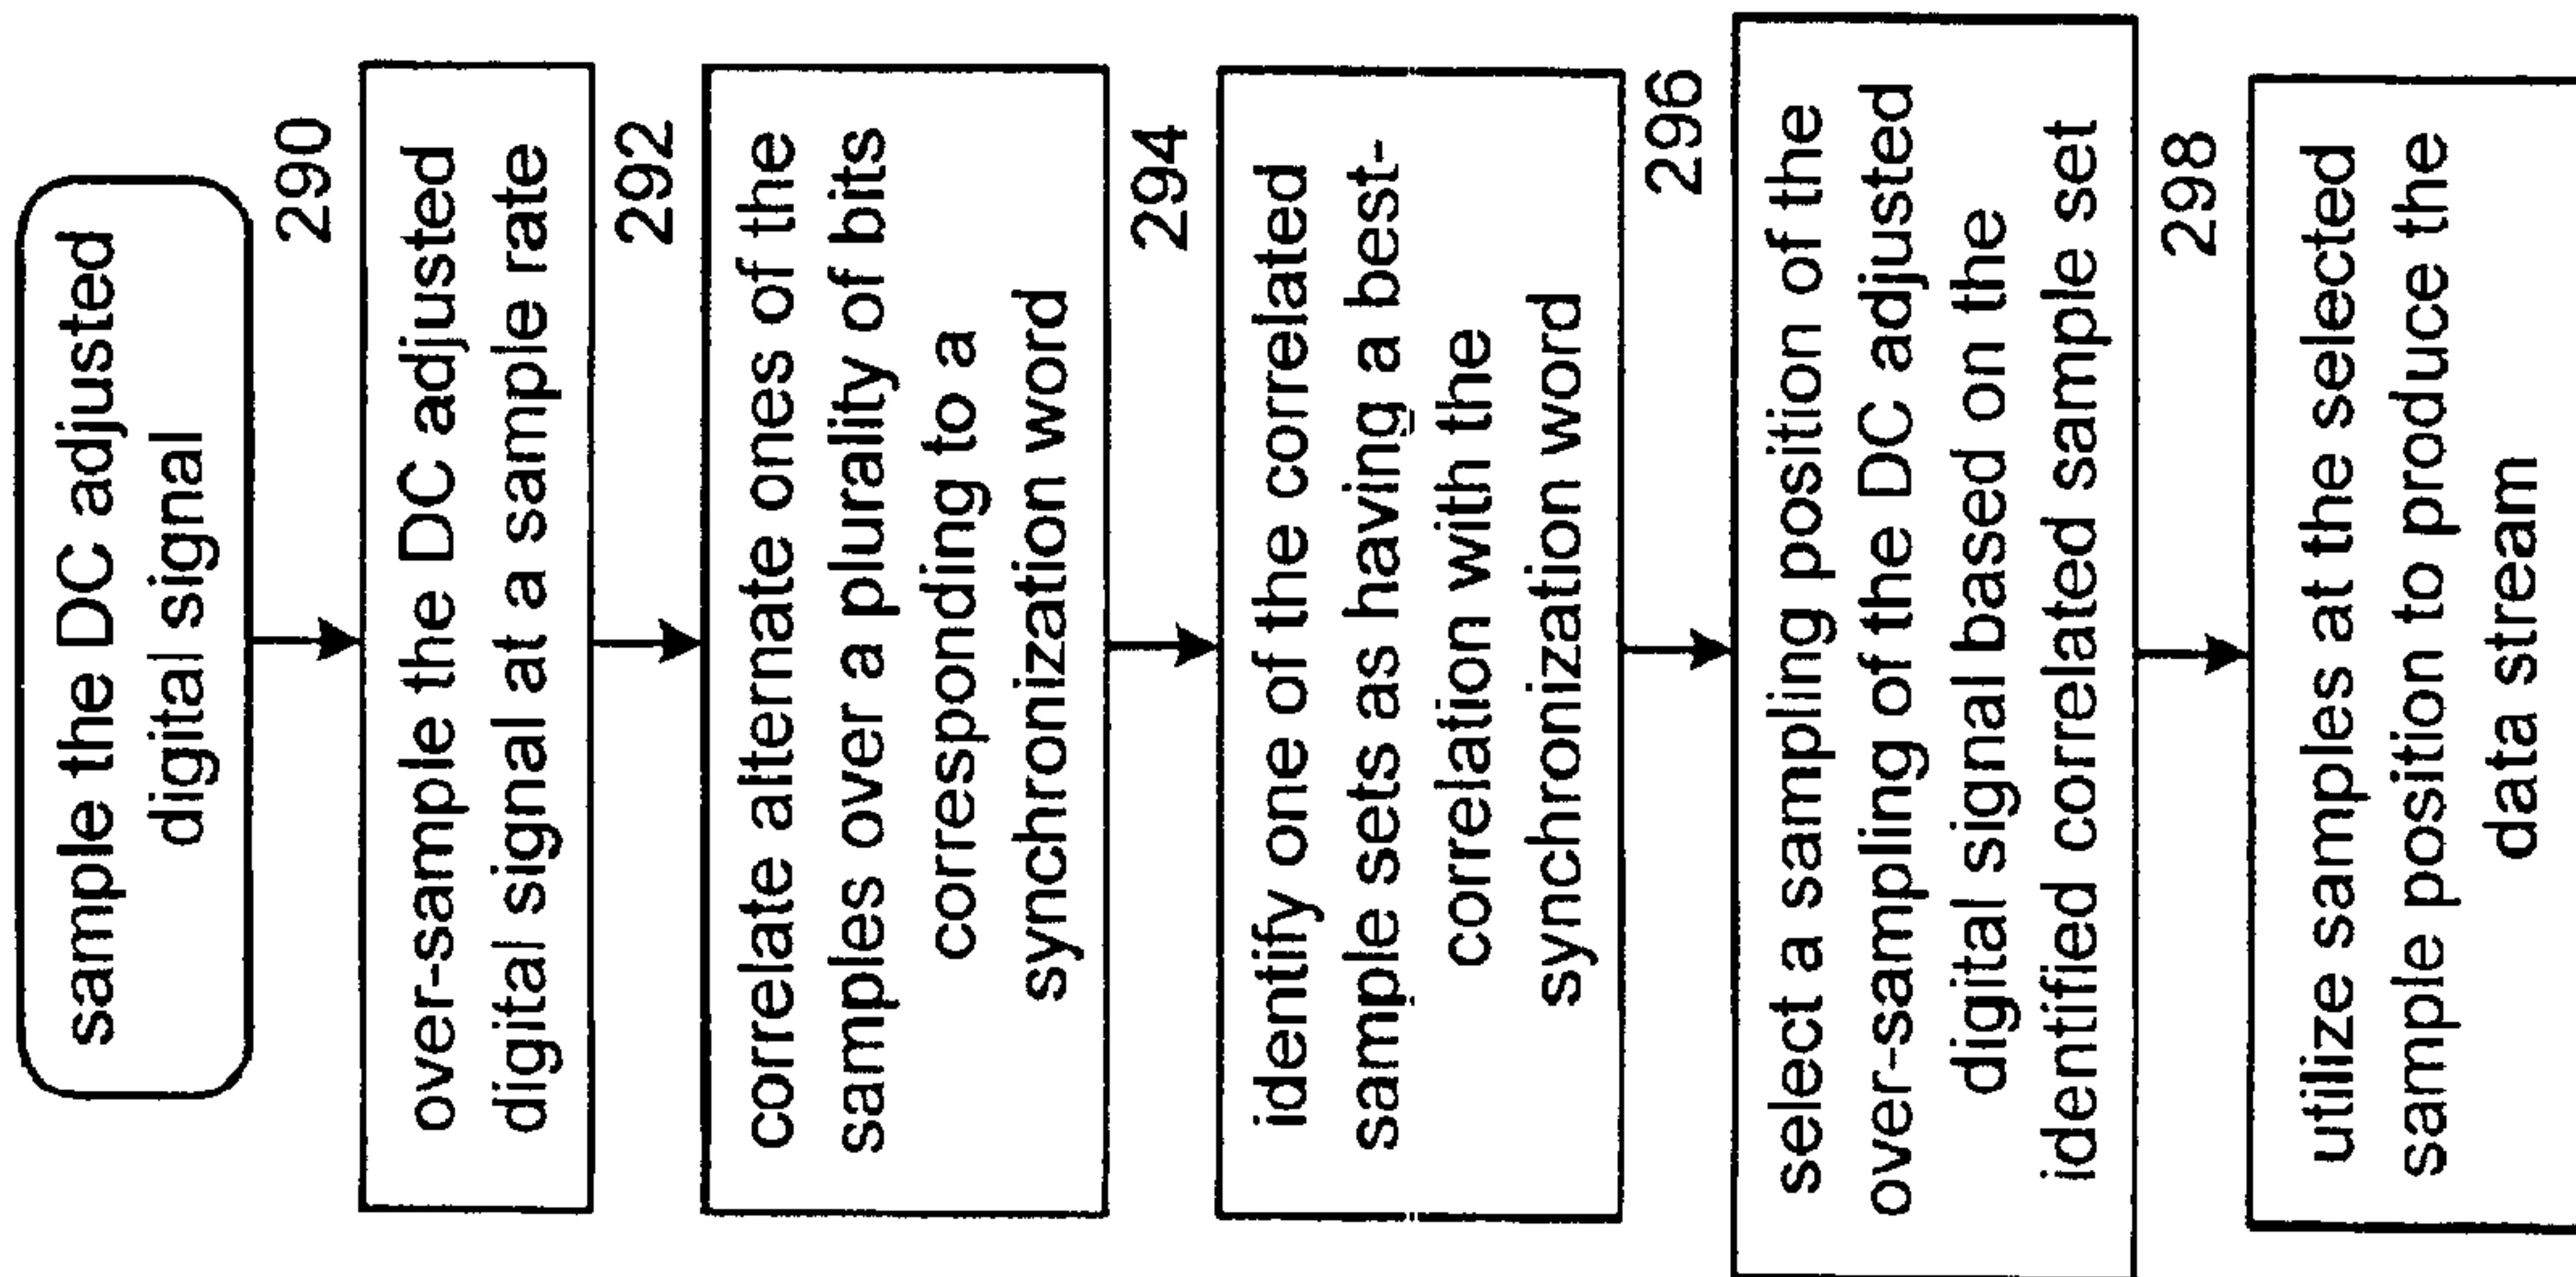 sample the DC adjusted
digital signal
290
over-sample the DC adjusted
digital signal at a sample rate
292
correlate alternate ones of the
samples over a plurality of bits
corresponding to a
synchronization word
294
identify one of the correlated
sample sets as having a best-
correlation with the
synchronization word
296
select a sampling position of the
over-sampling of the DC adjusted
digital signal based on the
identified correlated sample set
298
utilize samples at the selected
sample position to produce the
data stream